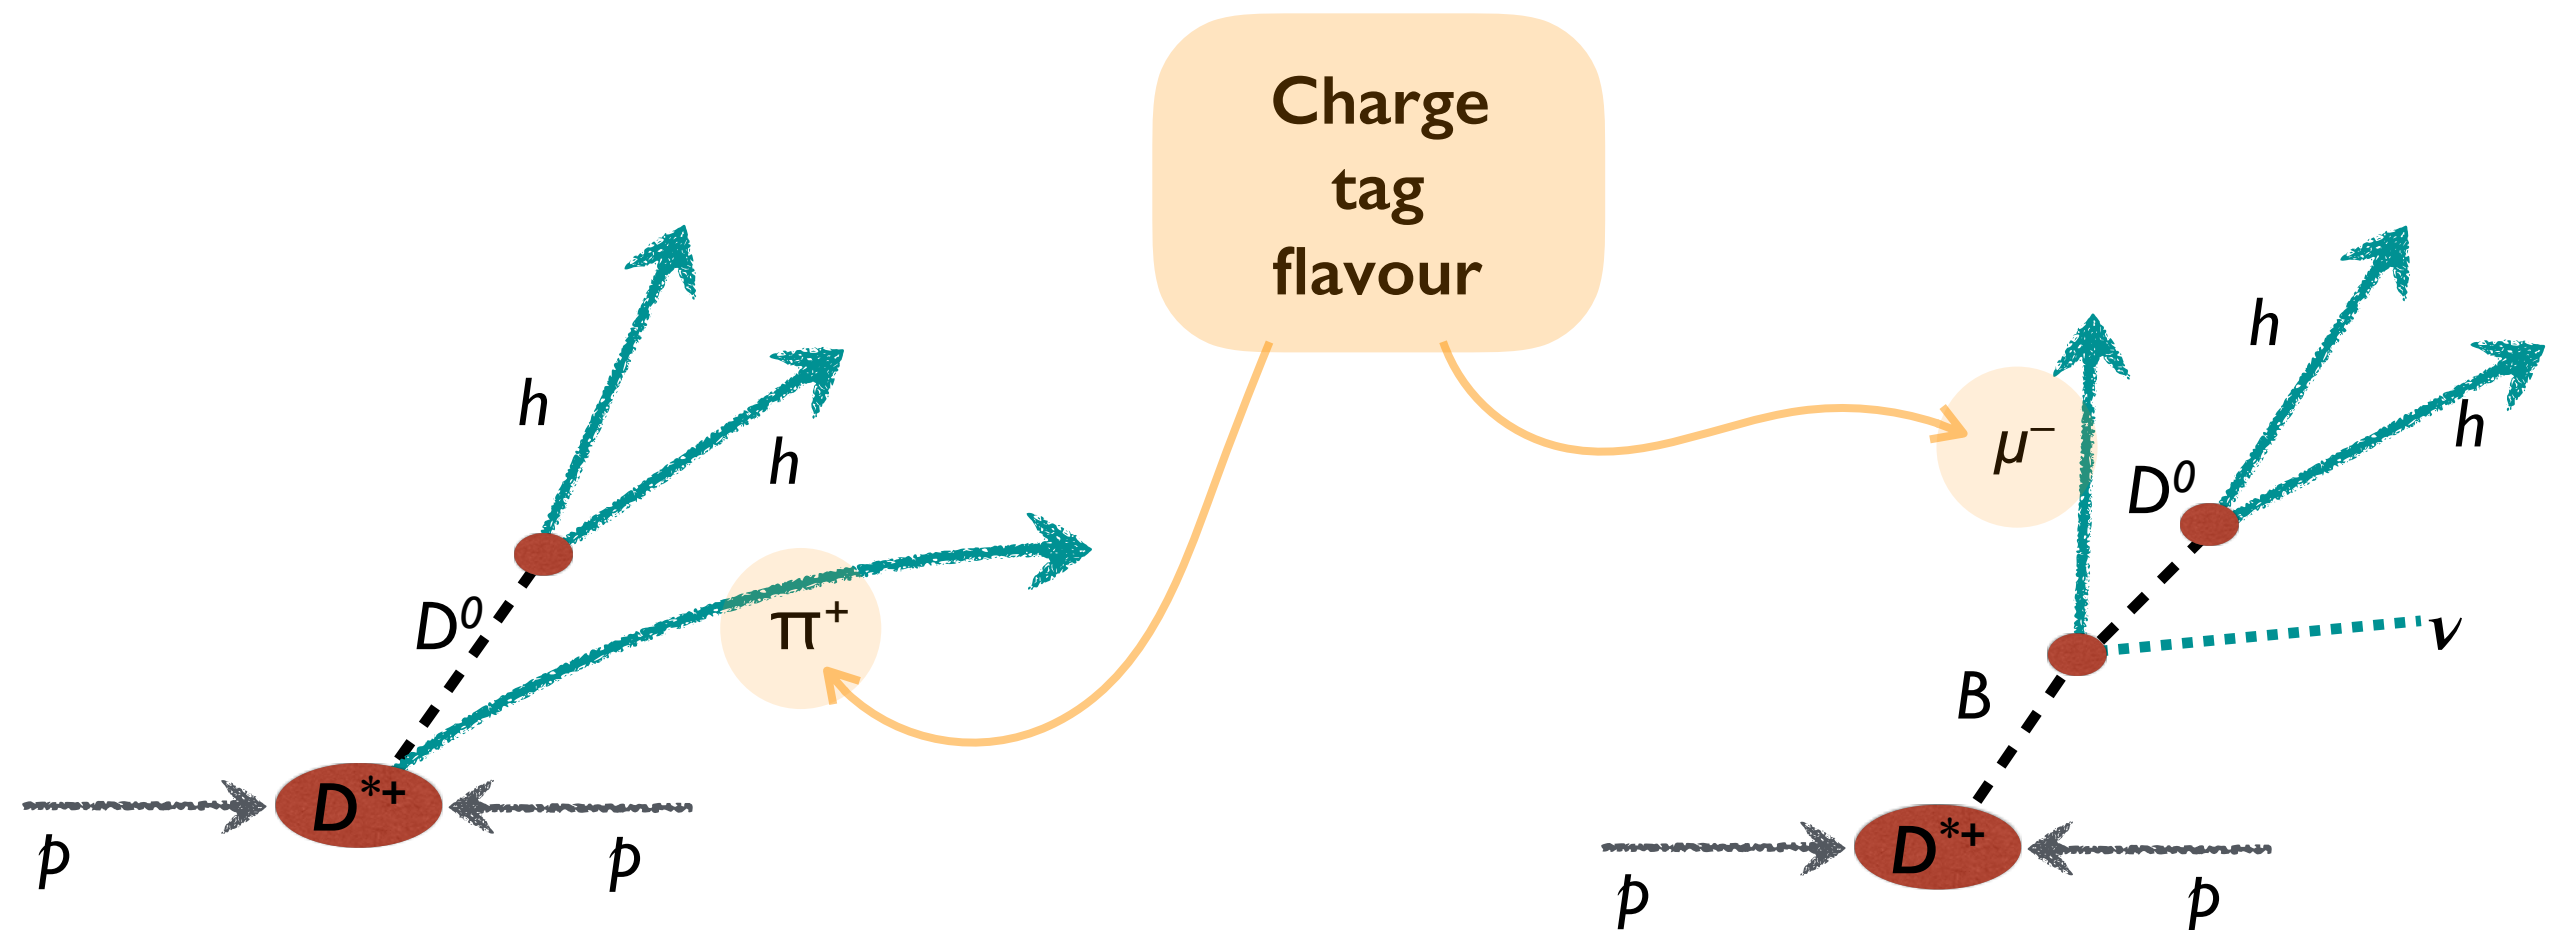 Charge
tag
flavour
h
h
D⁰
π⁺
D*⁺
p
p
h
h
μ⁻
D⁰
ν
B
D*⁺
p
p